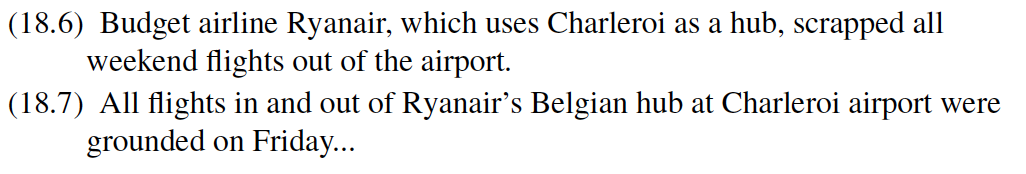 (18.6) Budget airline Ryanair, which uses Charleroi as a hub, scrapped all
weekend flights out of the airport.
(18.7) All flights in and out of Ryanair’s Belgian hub at Charleroi airport were
grounded on Friday...